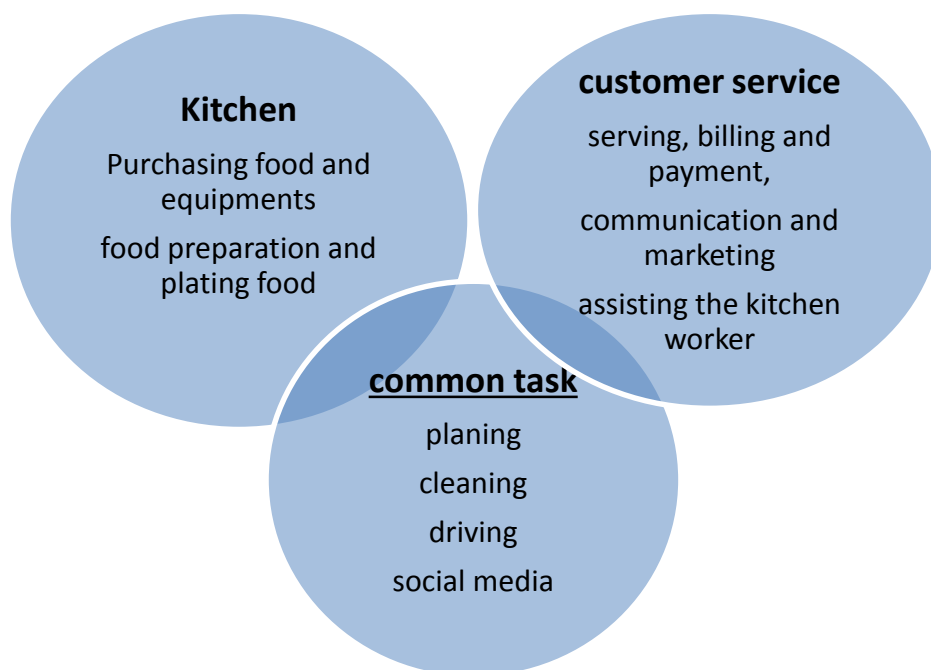 Kitchen
Purchasing food and
equipments
food preparation and
plating food
customer service
serving, billing and
payment,
communication and
marketing
assisting the kitchen
worker
common task
planing
cleaning
driving
social media